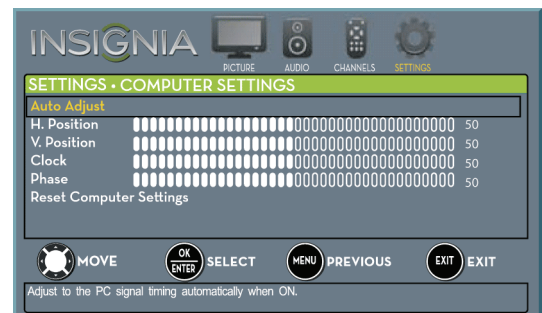 INSIGNIA
PICTURE AUDIO CHANNELS SETTINGS
SETTINGS • COMPUTER SETTINGS
Auto Adjust
H. Position 50
V. Position 50
Clock 50
Phase 50
Reset Computer Settings
MOVE OK ENTER SELECT MENU PREVIOUS EXIT EXIT
Adjust to the PC signal timing automatically when ON.